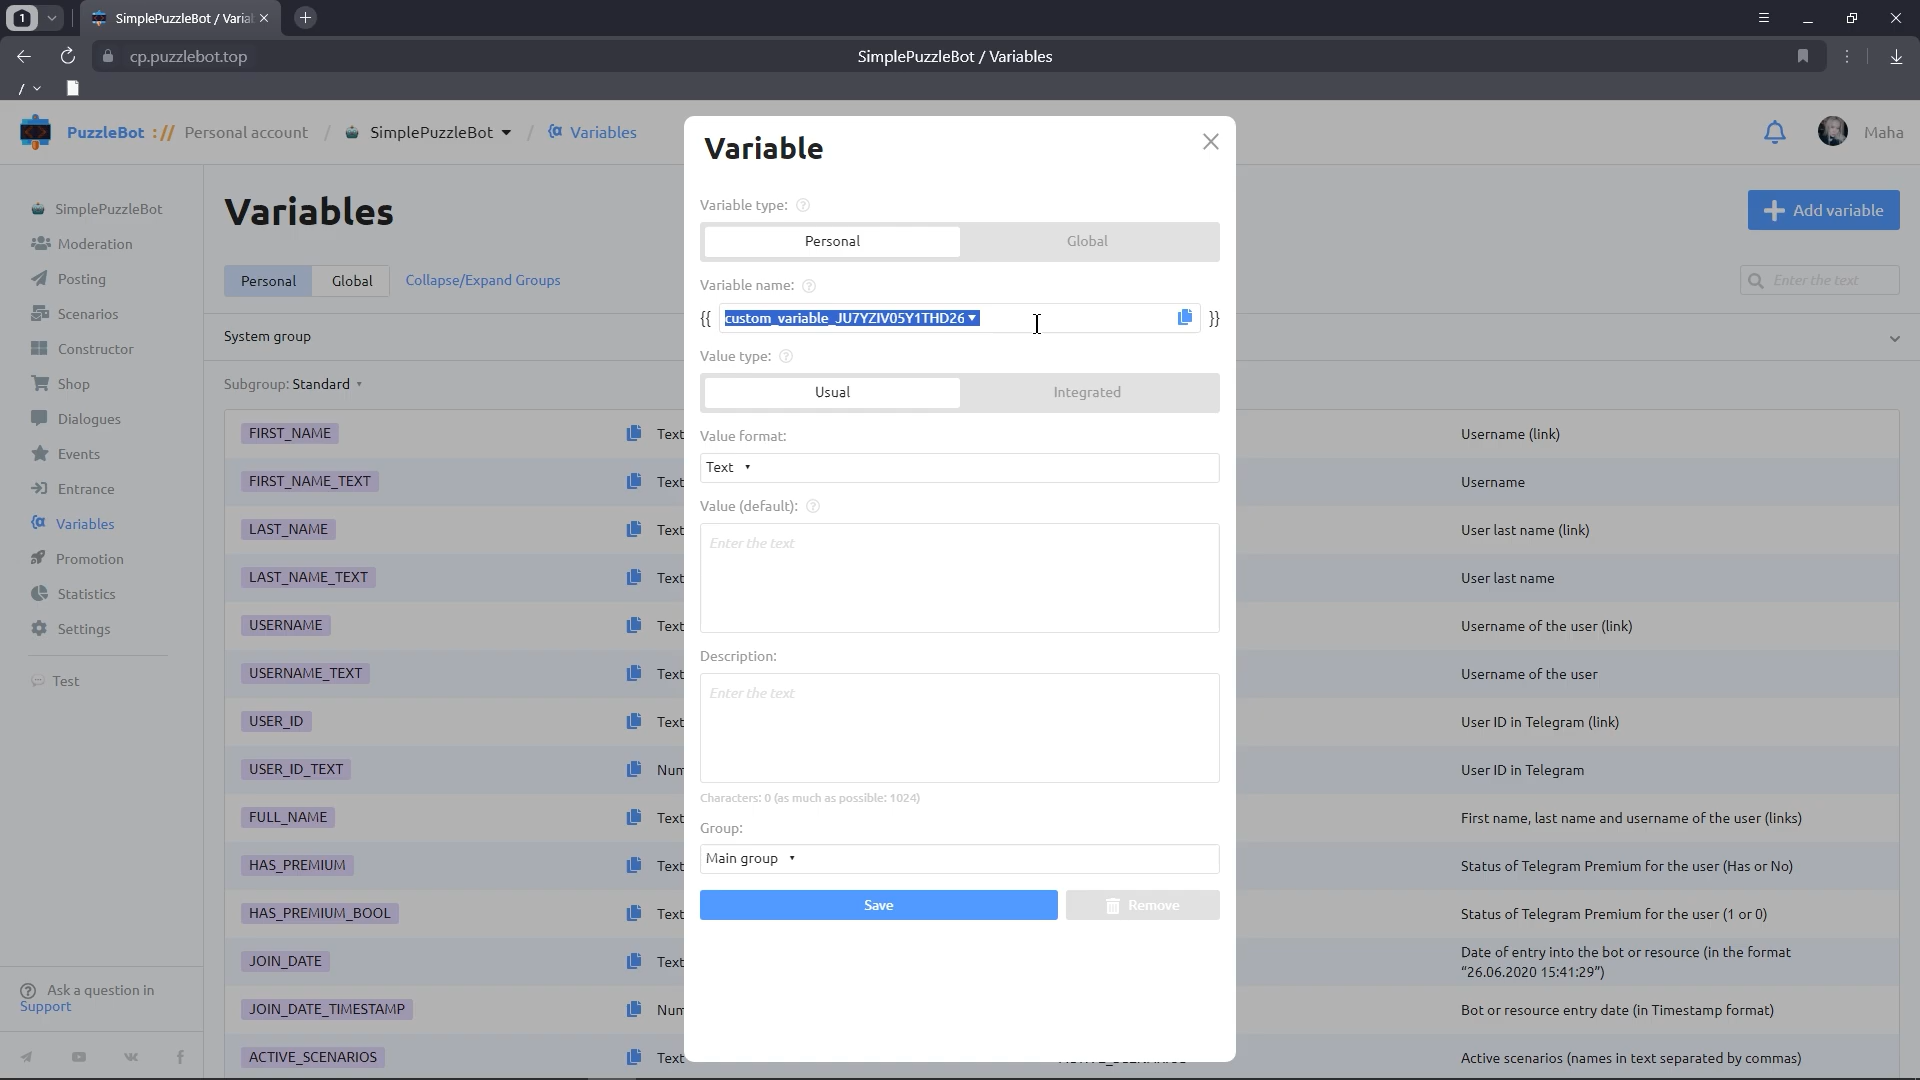 1
SimplePuzzleBot / Varia
cp.puzzlebot.top
SimplePuzzleBot / Variables
/
PuzzleBot :// Personal account / SimplePuzzleBot / Variables
Maha
SimplePuzzleBot
Moderation
Posting
Scenarios
Constructor
Shop
Dialogues
Events
Entrance
Variables
Promotion
Statistics
Settings
Test
Ask a question in
Support
Variables
Add variable
Personal
Global
Collapse/Expand Groups
Enter the text
System group
Subgroup: Standard
FIRST_NAME Text Username (link)
FIRST_NAME_TEXT Text Username
LAST_NAME Text User last name (link)
LAST_NAME_TEXT Text User last name
USERNAME Text Username of the user (link)
USERNAME_TEXT Text Username of the user
USER_ID Text User ID in Telegram (link)
USER_ID_TEXT Num User ID in Telegram
FULL_NAME Text First name, last name and username of the user (links)
HAS_PREMIUM Text Status of Telegram Premium for the user (Has or No)
HAS_PREMIUM_BOOL Text Status of Telegram Premium for the user (1 or 0)
JOIN_DATE Text Date of entry into the bot or resource (in the format
“26.06.2020 15:41:29”)
JOIN_DATE_TIMESTAMP Num Bot or resource entry date (in Timestamp format)
ACTIVE_SCENARIOS Text Active scenarios (names in text separated by commas)
Variable
Variable type: ?
Personal
Global
Variable name: ?
{{ custom_variable_JU7YZIV05Y1THD26 }}
Value type: ?
Usual
Integrated
Value format:
Text
Value (default): ?
Enter the text
Description:
Enter the text
Characters: 0 (as much as possible: 1024)
Group:
Main group
Save
Remove